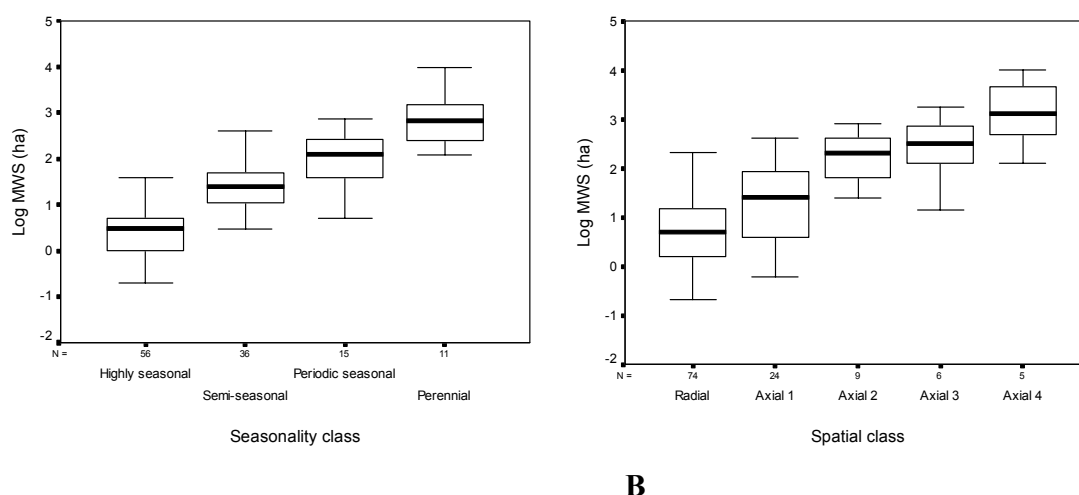 5
4
3
2
1
0
-1
-2
Log MWS (ha)
N = 56 36 15 11
Highly seasonal Periodic seasonal
Semi-seasonal Perennial
Seasonality class
5
4
3
2
1
0
-1
-2
Log MWS (ha)
N = 74 24 9 6 5
Radial Axial 1 Axial 2 Axial 3 Axial 4
Spatial class
B